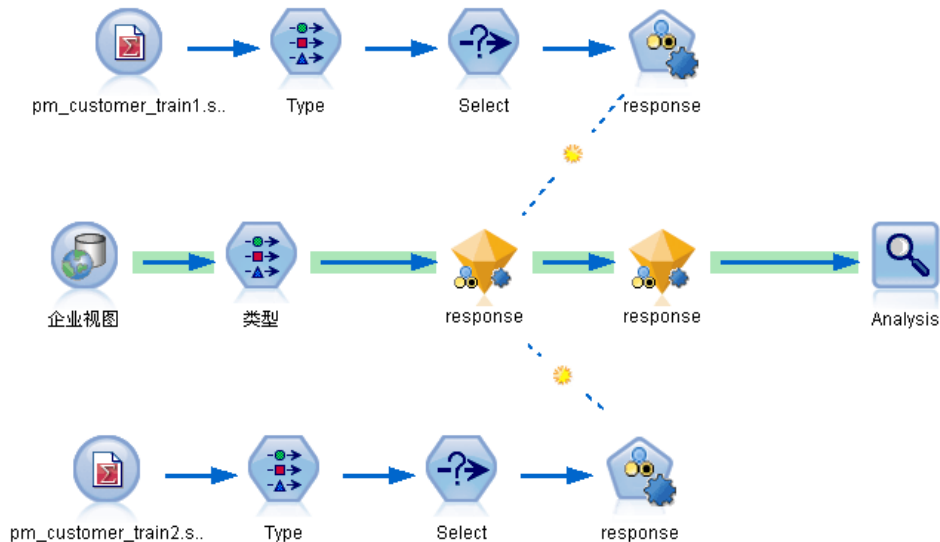 pm_customer_train1.s..
Type
Select
response
企业视图
类型
response
response
Analysis
pm_customer_train2.s..
Type
Select
response